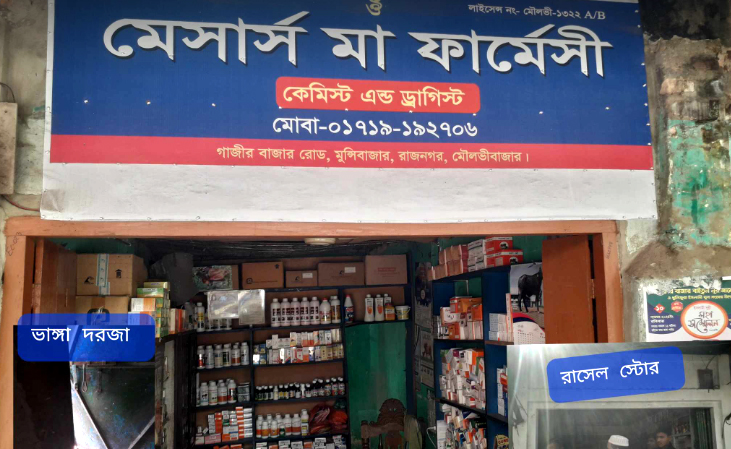 ও
লাইসেন্স নং- মৌলভী-১৩২২ A/B
মেসার্স মা ফার্মেসী
কেমিস্ট এন্ড ড্রাগিস্ট
মোবা-০১৭১৯-১৯২৭০৬
গাজীর বাজার রোড, মুন্সিবাজার, রাজনগর, মৌলভীবাজার।
ভাঙ্গা দরজা
রাসেল স্টোর